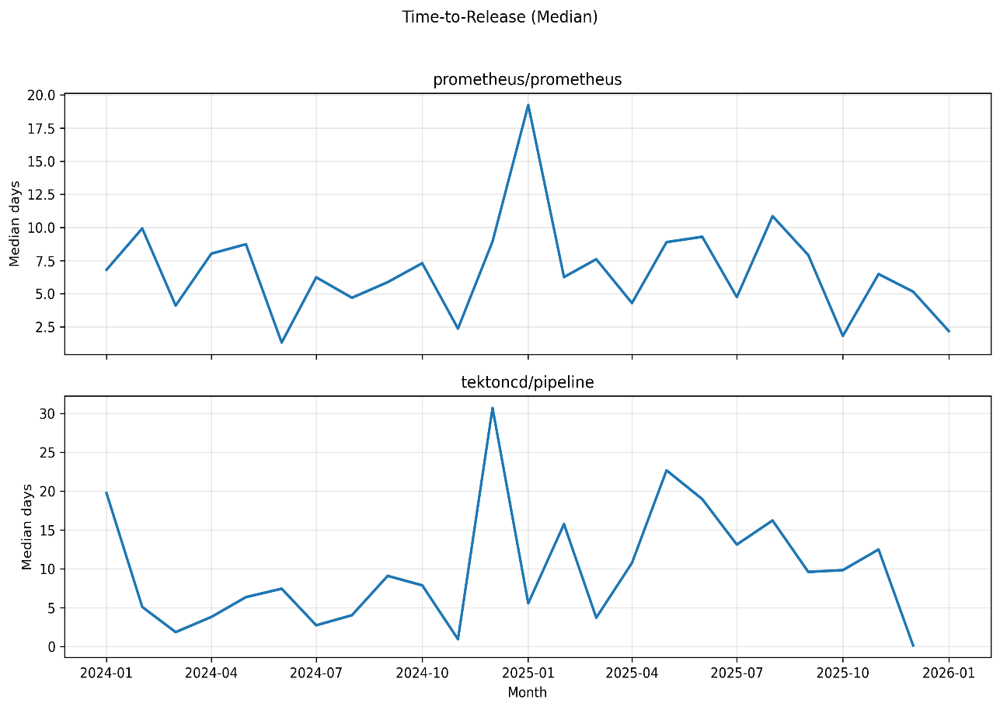 Time-to-Release (Median)
prometheus/prometheus
20.0
17.5
15.0
12.5
10.0
7.5
5.0
2.5
Median days
tektoncd/pipeline
30
25
20
15
10
5
0
Median days
2024-01 2024-04 2024-07 2024-10 2025-01 2025-04 2025-07 2025-10 2026-01
Month